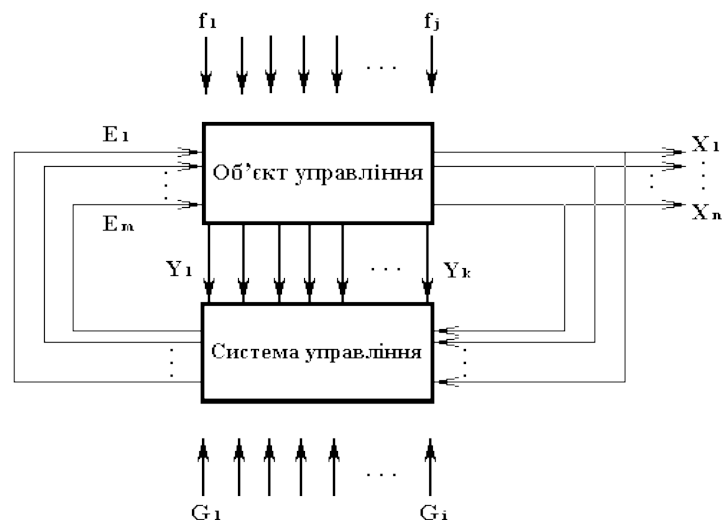 f1 fj
. . .
E1 X1
Об’єкт управління
Em Xn
Y1 . . . Yk
Система управління
. . .
G1 Gi